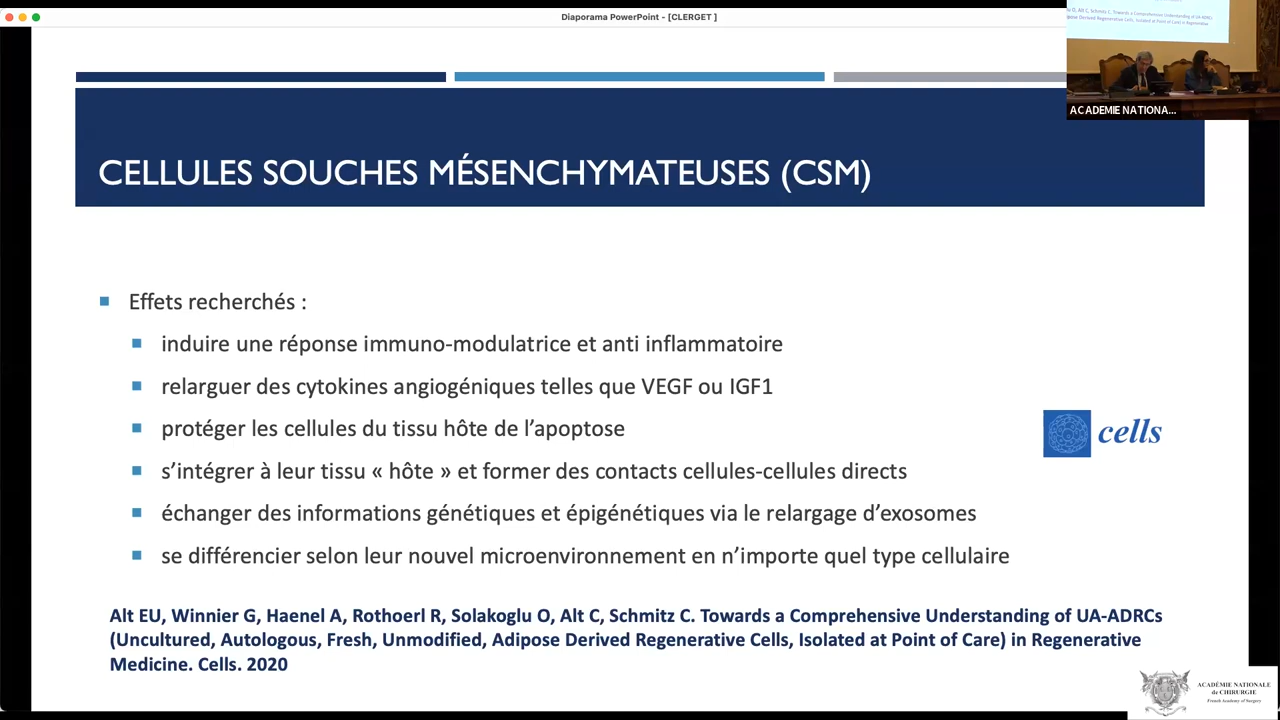 Diaporama PowerPoint - [CLERGET ]
ACADEMIE NATIONA...
CELLULES SOUCHES MÉSENCHYMATEUSES (CSM)
Effets recherchés :
induire une réponse immuno-modulatrice et anti inflammatoire
relarguer des cytokines angiogéniques telles que VEGF ou IGF1
protéger les cellules du tissu hôte de l’apoptose
s’intégrer à leur tissu « hôte » et former des contacts cellules-cellules directs
échanger des informations génétiques et épigénétiques via le relargage d’exosomes
se différencier selon leur nouvel microenvironnement en n’importe quel type cellulaire
cells
Alt EU, Winnier G, Haenel A, Rothoerl R, Solakoglu O, Alt C, Schmitz C. Towards a Comprehensive Understanding of UA-ADRCs
(Uncultured, Autologous, Fresh, Unmodified, Adipose Derived Regenerative Cells, Isolated at Point of Care) in Regenerative
Medicine. Cells. 2020
ACADÉMIE NATIONALE
de CHIRURGIE
French Academy of Surgery